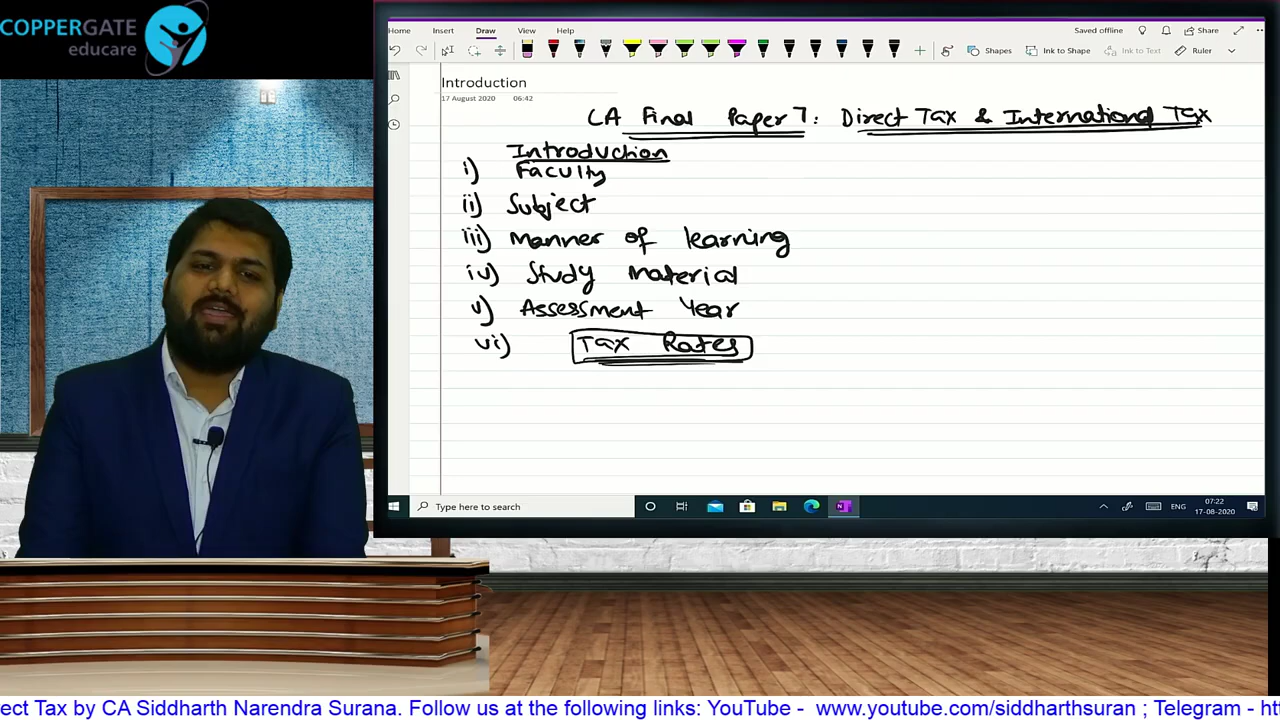 COPPERGATE
educare
Home Insert Draw View Help
Saved offline
Share
Shapes
Ink to Shape
Ink to Text
Ruler
Introduction
17 August 2020 06:42
CA Final Paper 7: Direct Tax & International Tax
Introduction
i) Faculty
ii) Subject
iii) Manner of learning
iv) Study Material
v) Assessment Year
vi) Tax Rates
Type here to search
ENG
07:22
17-08-2020
ect Tax by CA Siddharth Narendra Surana. Follow us at the following links: YouTube - www.youtube.com/siddharthsuran ; Telegram - ht